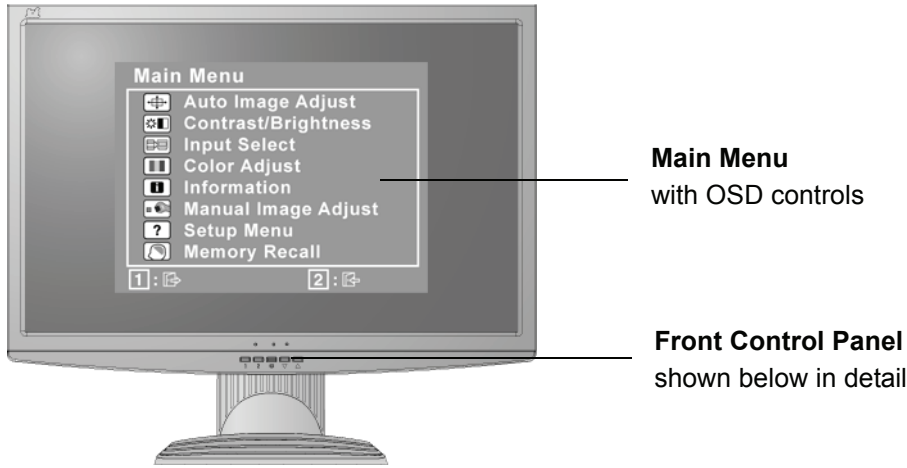 Main Menu
Auto Image Adjust
Contrast/Brightness
Input Select
Color Adjust
Information
Manual Image Adjust
? Setup Menu
Memory Recall
1 : 2 :
Main Menu
with OSD controls
Front Control Panel
shown below in detail